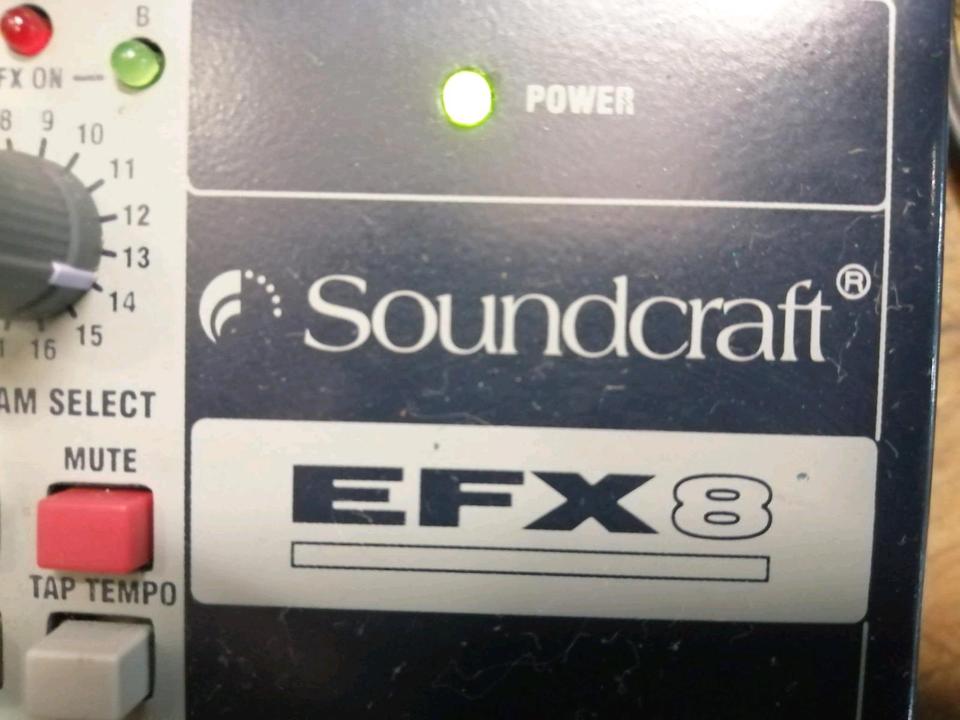 B
FX ON
POWER
8 9 10
11
12
13
14
15
16
Soundcraft®
AM SELECT
MUTE
EFX8
TAP TEMPO